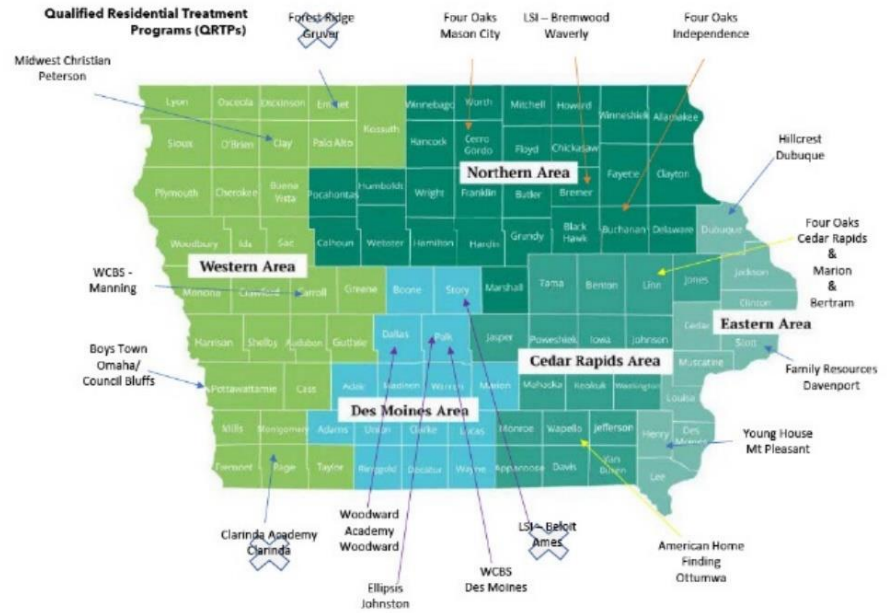 Qualified Residential Treatment
Programs (QRTPs)
Forest Ridge
Gruver
Four Oaks
Mason City
LSI – Bremwood
Waverly
Four Oaks
Independence
Midwest Christian
Peterson
Hillcrest
Dubuque
Four Oaks
Cedar Rapids
&
Marion
&
Bertram
WCBS -
Manning
Boys Town
Omaha/
Council Bluffs
Family Resources
Davenport
Young House
Mt Pleasant
Clarinda Academy
Clarinda
Woodward
Academy
Woodward
Ellipsis
Johnston
WCBS
Des Moines
LSI – Beloit
Ames
American Home
Finding
Ottumwa
Northern Area
Western Area
Eastern Area
Cedar Rapids Area
Des Moines Area
Lyon Osceola Dickinson Emmet Winnebago Worth Mitchell Howard Winneshiek Allamakee
Kossuth
Sioux O'Brien Clay Palo Alto Hancock Cerro Gordo Floyd Chickasaw
Plymouth Cherokee Buena Vista Pocahontas Humboldt Wright Franklin Butler Bremer Fayette Clayton
Woodbury Ida Sac Calhoun Webster Hamilton Hardin Grundy Black Hawk Buchanan Delaware Dubuque
Monona Crawford Carroll Greene Boone Story Marshall Tama Benton Linn Jones Jackson
Clinton
Harrison Shelby Audubon Guthrie Dallas Polk Jasper Poweshiek Iowa Johnson Cedar Scott
Muscatine
Pottawattamie Cass Adair Madison Warren Marion Mahaska Keokuk Washington Louisa
Mills Montgomery Adams Union Clarke Lucas Monroe Wapello Jefferson Henry Des Moines
Fremont Page Taylor Ringgold Decatur Wayne Appanoose Davis Van Buren Lee